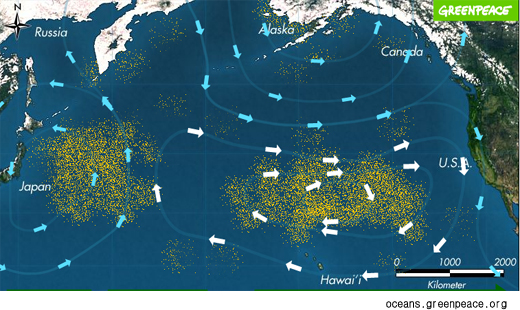 N
GREENPEACE
Russia
Alaska
Canada
U.S.A.
Japan
Hawai'i
0 1000 2000
Kilometer
oceans.greenpeace.org